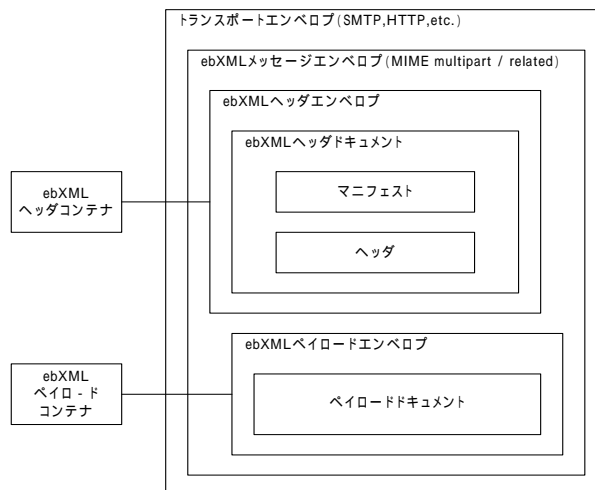 トランスポートエンベロプ(SMTP,HTTP,etc.)
ebXMLメッセージエンベロプ(MIME multipart / related)
ebXMLヘッダエンベロプ
ebXMLヘッダドキュメント
マニフェスト
ヘッダ
ebXML
ヘッダコンテナ
ebXMLペイロードエンベロプ
ペイロードドキュメント
ebXML
ペイロ - ド
コンテナ